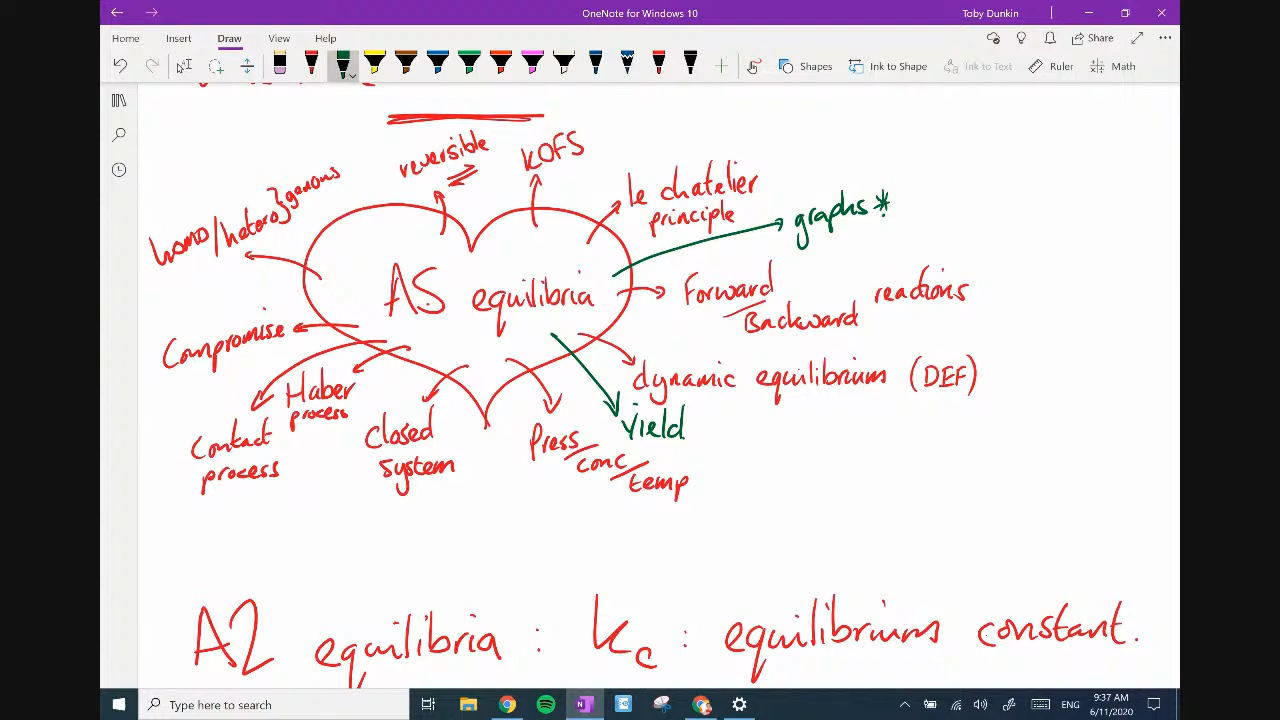 OneNote for Windows 10
Toby Dunkin
Home Insert Draw View Help
Share
Shapes
Ink to Shape
Ink to Text
Ruler
Math
reversible
⇌
KOFS
le chatelier
principle
graphs *
homo/hetero}genous
AS equilibria
Forward
Backward
reactions
Compromise
Haber
process
Contact
process
Closed
system
Press
conc
temp
dynamic equilibrium (DEF)
Yield
A2 equilibria : kc : equilibrium constant.
Type here to search
ENG
9:37 AM
6/11/2020